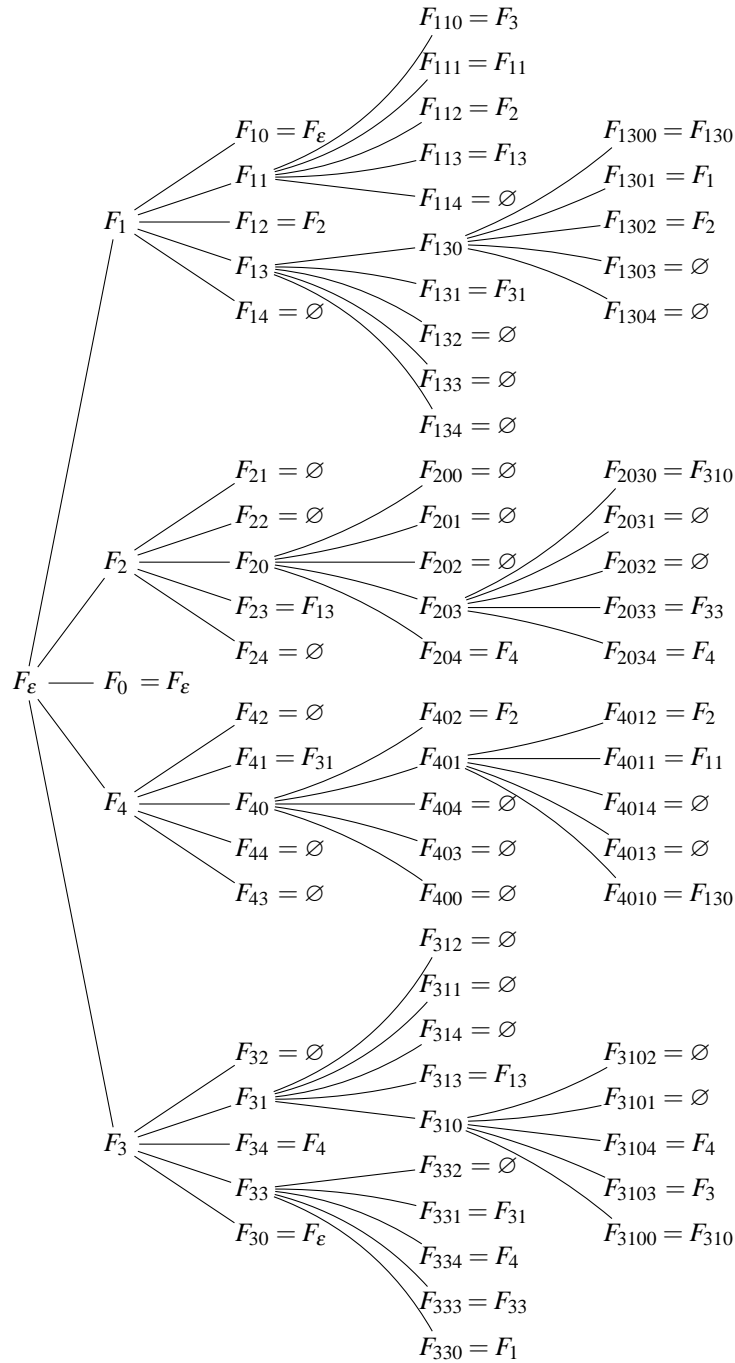 F₁₁₀ = F₃
F₁₁₁ = F₁₁
F₁₁₂ = F₂
F₁₀ = F_ε
F₁₃₀₀ = F₁₃₀
F₁₁₃ = F₁₃
F₁₁
F₁₃₀₁ = F₁
F₁₁₄ = ∅
F₁
F₁₂ = F₂
F₁₃₀₂ = F₂
F₁₃₀
F₁₃
F₁₃₀₃ = ∅
F₁₃₁ = F₃₁
F₁₄ = ∅
F₁₃₀₄ = ∅
F₁₃₂ = ∅
F₁₃₃ = ∅
F₁₃₄ = ∅
F₂₁ = ∅
F₂₀₀ = ∅
F₂₀₃₀ = F₃₁₀
F₂₂ = ∅
F₂₀₁ = ∅
F₂₀₃₁ = ∅
F₂
F₂₀
F₂₀₂ = ∅
F₂₀₃₂ = ∅
F₂₃ = F₁₃
F₂₀₃
F₂₀₃₃ = F₃₃
F₂₄ = ∅
F₂₀₄ = F₄
F₂₀₃₄ = F₄
F_ε
F₀ = F_ε
F₄₂ = ∅
F₄₀₂ = F₂
F₄₀₁₂ = F₂
F₄₁ = F₃₁
F₄₀₁
F₄₀₁₁ = F₁₁
F₄
F₄₀
F₄₀₄ = ∅
F₄₀₁₄ = ∅
F₄₄ = ∅
F₄₀₃ = ∅
F₄₀₁₃ = ∅
F₄₃ = ∅
F₄₀₀ = ∅
F₄₀₁₀ = F₁₃₀
F₃₁₂ = ∅
F₃₁₁ = ∅
F₃₁₄ = ∅
F₃₂ = ∅
F₃₁₀₂ = ∅
F₃₁₃ = F₁₃
F₃₁
F₃₁₀₁ = ∅
F₃₁₀
F₃
F₃₄ = F₄
F₃₁₀₄ = F₄
F₃₃₂ = ∅
F₃₃
F₃₁₀₃ = F₃
F₃₃₁ = F₃₁
F₃₀ = F_ε
F₃₁₀₀ = F₃₁₀
F₃₃₄ = F₄
F₃₃₃ = F₃₃
F₃₃₀ = F₁